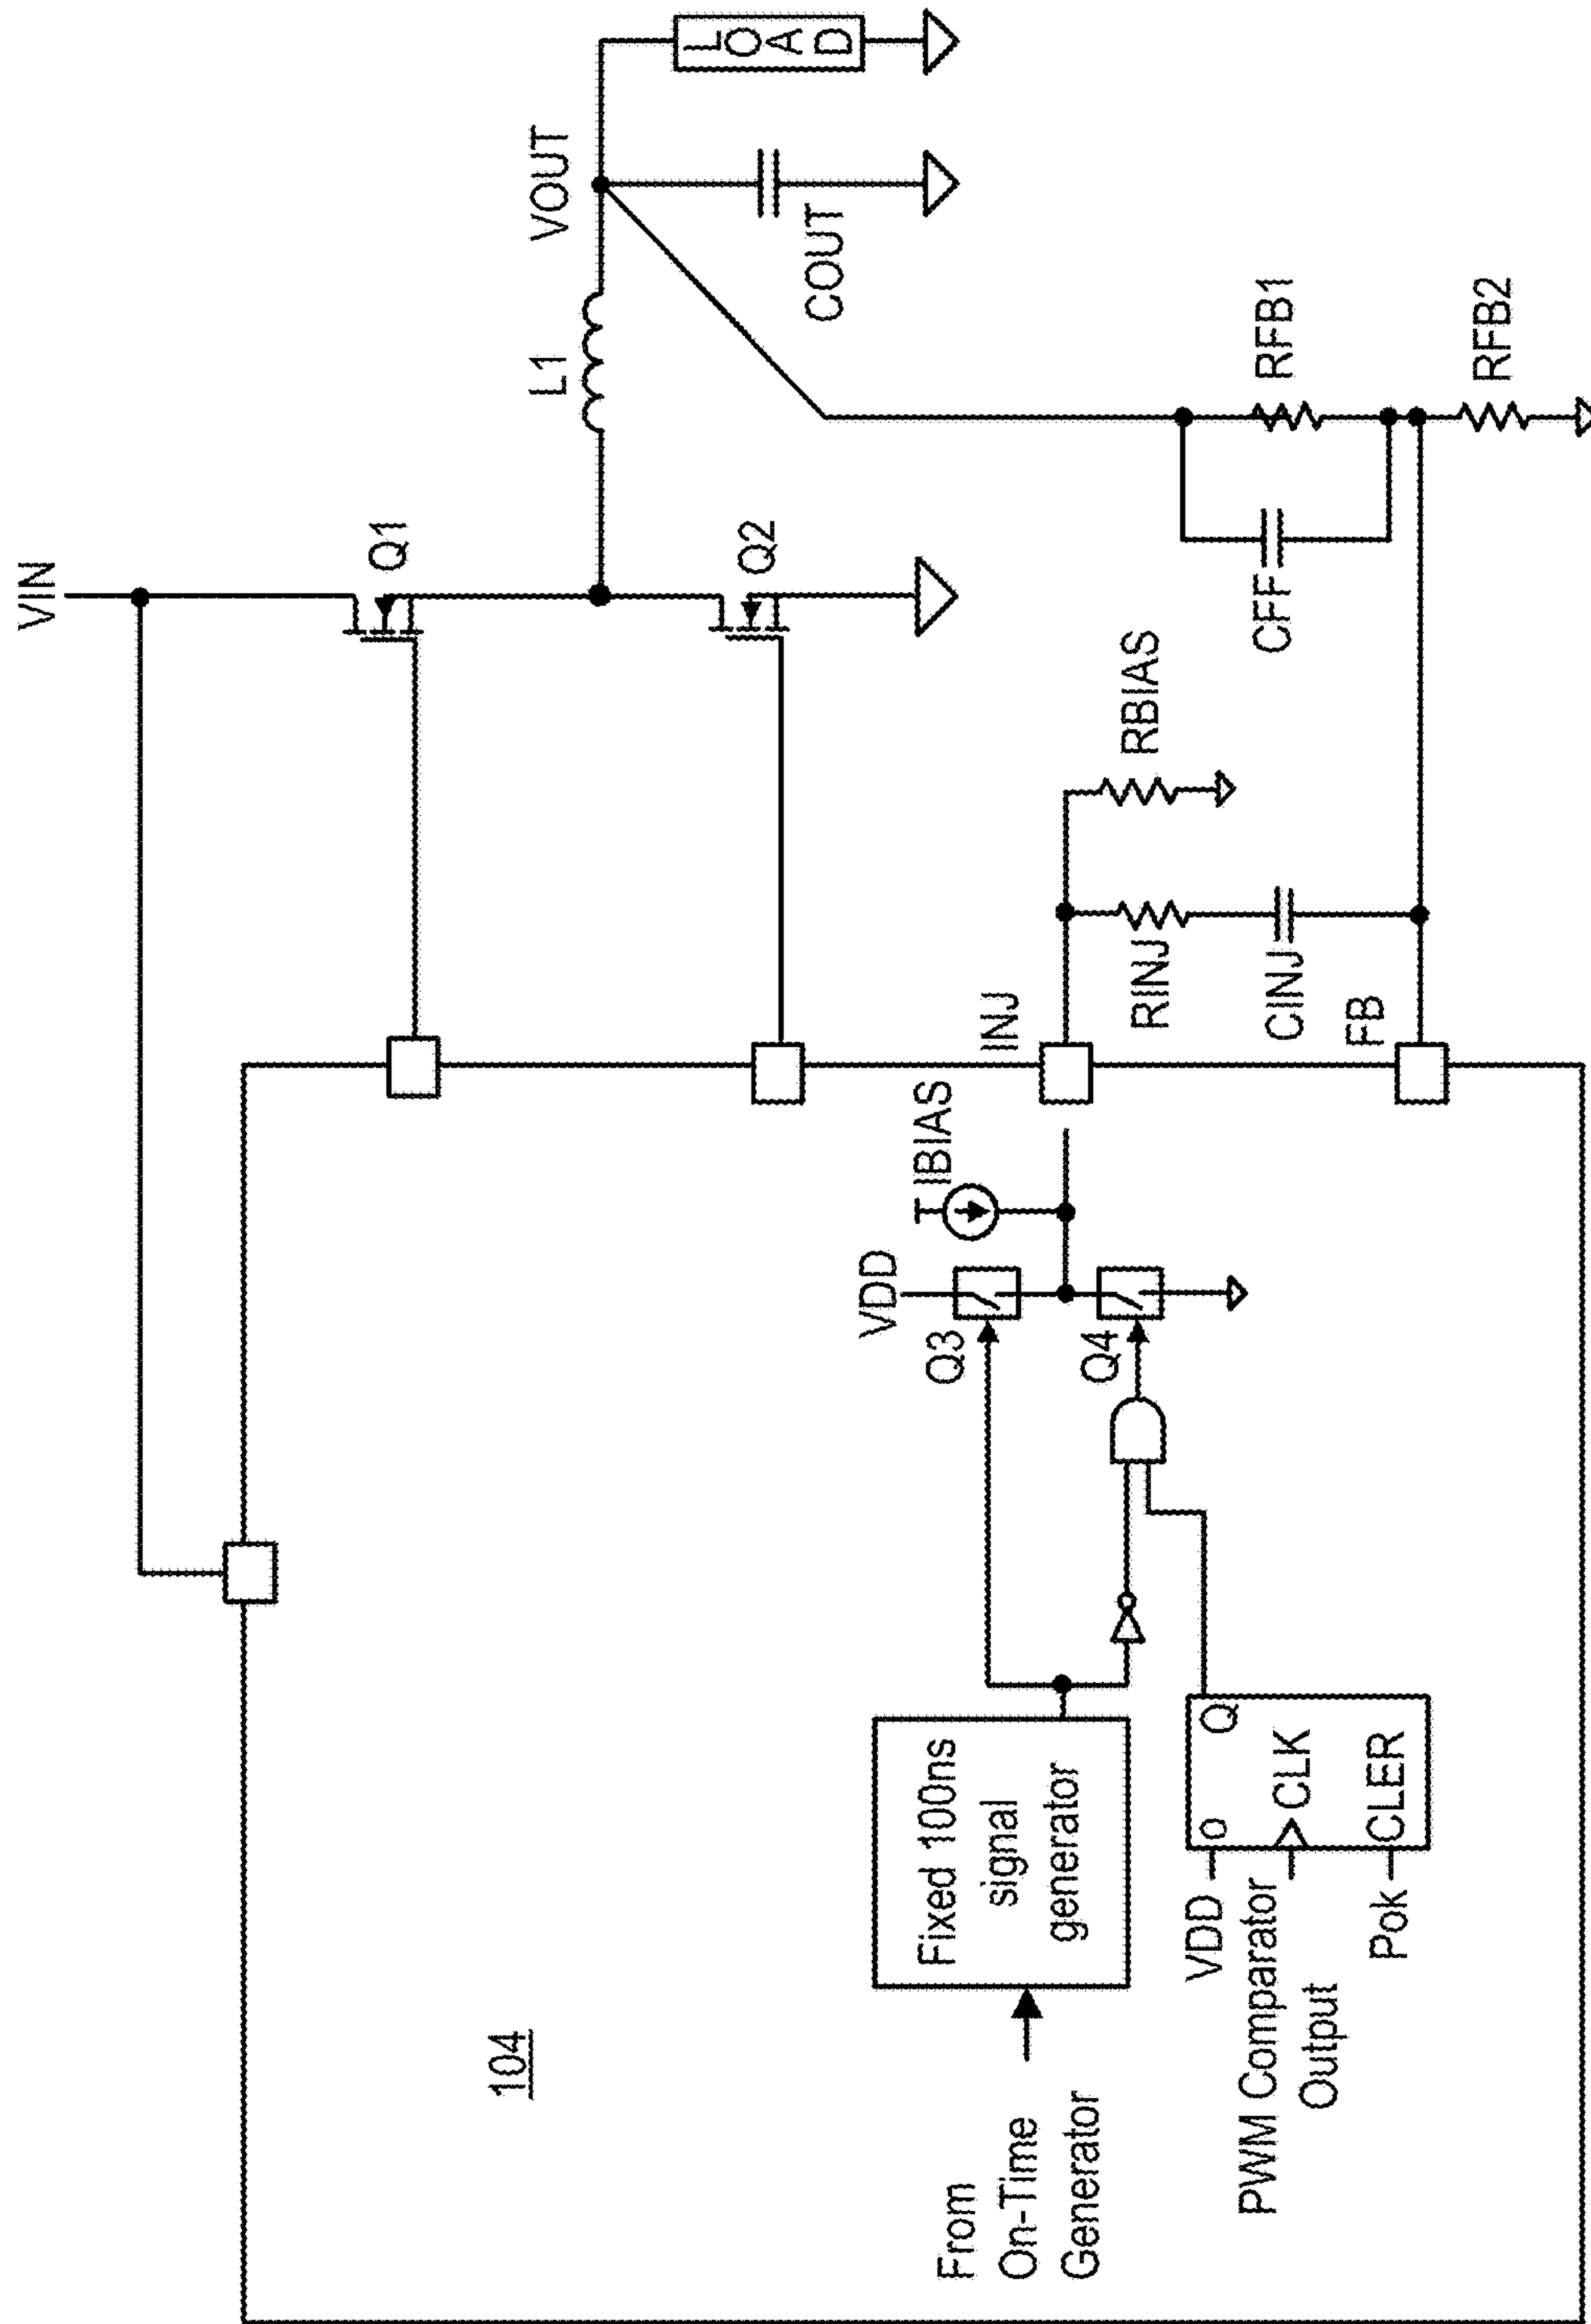 VIN
Q1
L1
VOUT
LOAD
COUT
Q2
104
VDD
IBIAS
INJ
Q3
Q4
RBIAS
RINJ
CINJ
FB
CFF
RFB1
RFB2
From
On-Time
Generator
Fixed 100ns
signal
generator
VDD
PWM Comparator
Output
Pok
o
Q
CLK
CLER